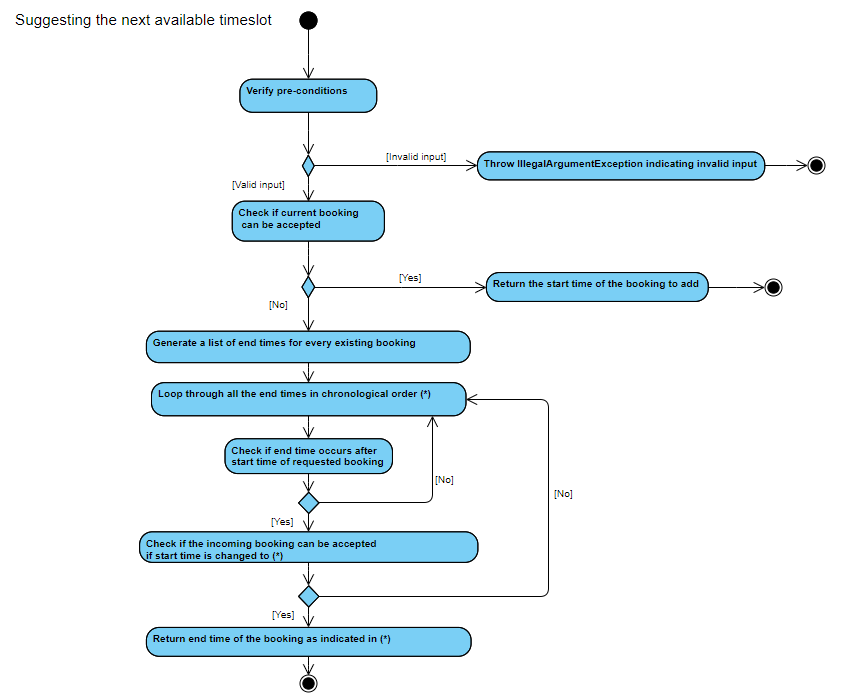 Suggesting the next available timeslot
Verify pre-conditions
[Invalid input]
Throw IllegalArgumentException indicating invalid input
[Valid input]
Check if current booking
can be accepted
[Yes]
Return the start time of the booking to add
[No]
Generate a list of end times for every existing booking
Loop through all the end times in chronological order (*)
Check if end time occurs after
start time of requested booking
[No]
[No]
[Yes]
Check if the incoming booking can be accepted
if start time is changed to (*)
[Yes]
Return end time of the booking as indicated in (*)